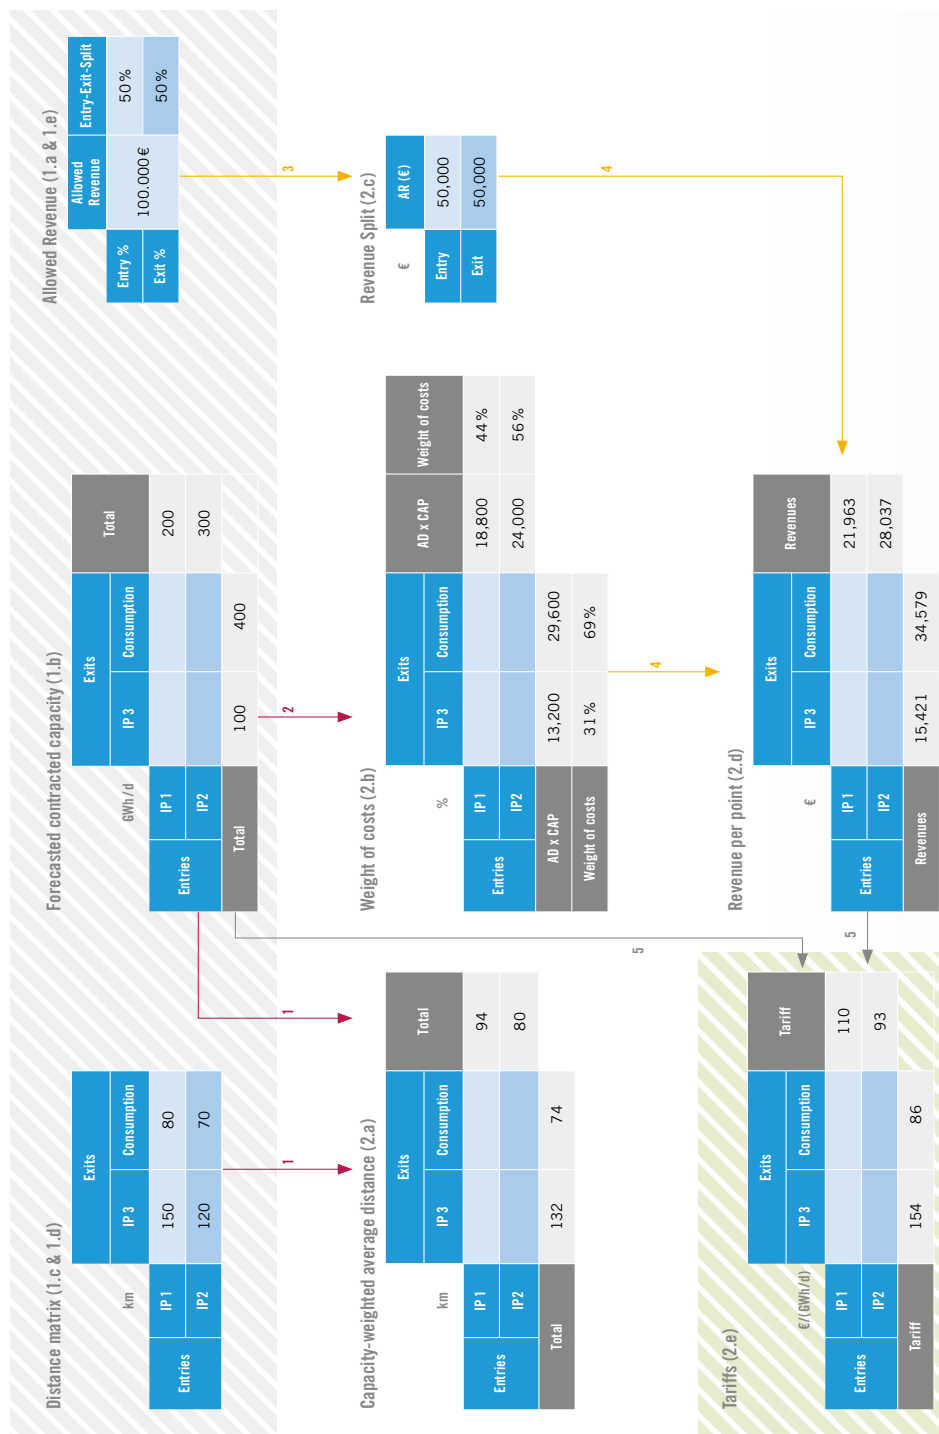 Distance matrix (1.c & 1.d)
km
Exits
IP 3
Consumption
Entries
IP 1
150
80
IP2
120
70
Forecasted contracted capacity (1.b)
GWh/d
Exits
Total
IP 3
Consumption
Entries
IP 1
200
IP2
300
Total
100
400
Allowed Revenue (1.a & 1.e)
Allowed
Revenue
Entry-Exit-Split
Entry %
100.000€
50%
Exit %
50%
1
1
2
3
Capacity-weighted average distance (2.a)
km
Exits
Total
IP 3
Consumption
Entries
IP 1
94
IP2
80
Total
132
74
Weight of costs (2.b)
%
Exits
AD x CAP
Weight of costs
IP 3
Consumption
Entries
IP 1
18,800
44%
IP2
24,000
56%
AD x CAP
13,200
29,600
Weight of costs
31%
69%
Revenue Split (2.c)
€
AR (€)
Entry
50,000
Exit
50,000
5
4
4
Tariffs (2.e)
€/(GWh/d)
Exits
Tariff
IP 3
Consumption
Entries
IP 1
110
IP2
93
Tariff
154
86
5
Revenue per point (2.d)
€
Exits
Revenues
IP 3
Consumption
Entries
IP 1
21,963
IP2
28,037
Revenues
15,421
34,579